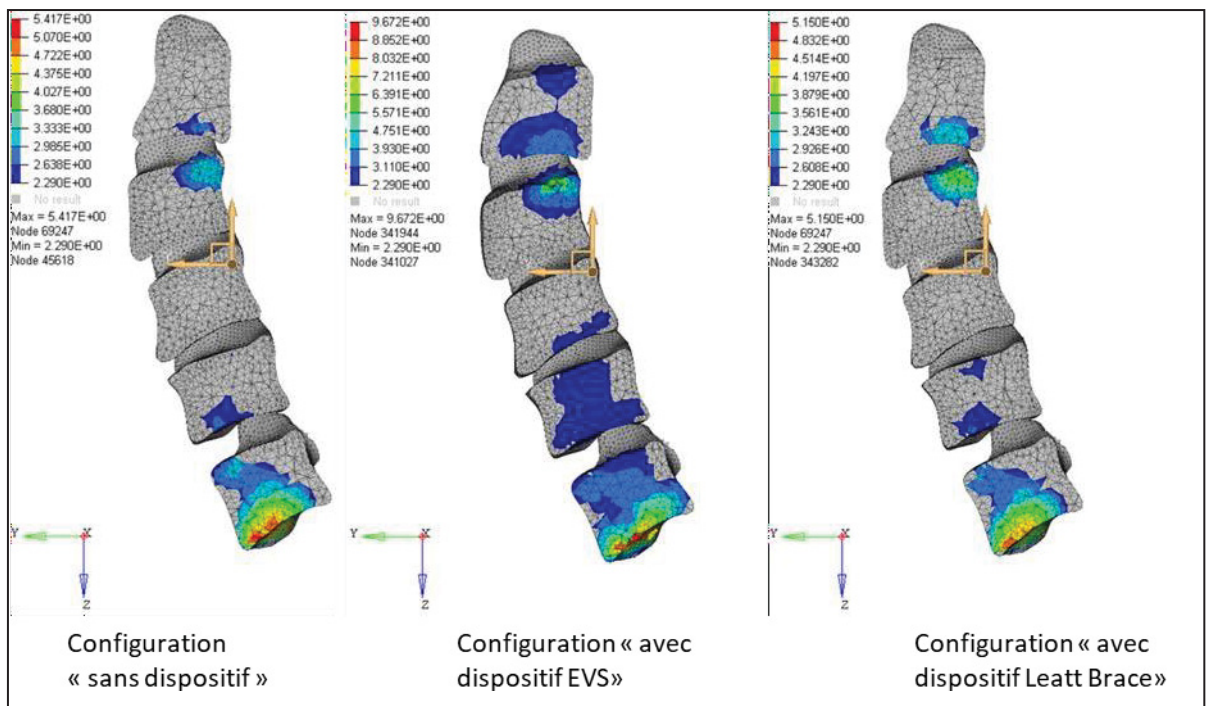 5.417E+00
5.070E+00
4.722E+00
4.375E+00
4.027E+00
3.680E+00
3.333E+00
2.985E+00
2.638E+00
2.290E+00
No result
Max = 5.417E+00
Node 69247
Min = 2.290E+00
Node 45618
Y
X
Z
Configuration
« sans dispositif »
9.672E+00
8.852E+00
8.032E+00
7.211E+00
6.391E+00
5.571E+00
4.751E+00
3.930E+00
3.110E+00
2.290E+00
No result
Max = 9.672E+00
Node 341944
Min = 2.290E+00
Node 341027
Y
X
Z
Configuration « avec
dispositif EVS»
5.150E+00
4.832E+00
4.514E+00
4.197E+00
3.879E+00
3.561E+00
3.243E+00
2.926E+00
2.608E+00
2.290E+00
No result
Max = 5.150E+00
Node 69247
Min = 2.290E+00
Node 343282
Y
X
Z
Configuration « avec
dispositif Leatt Brace»